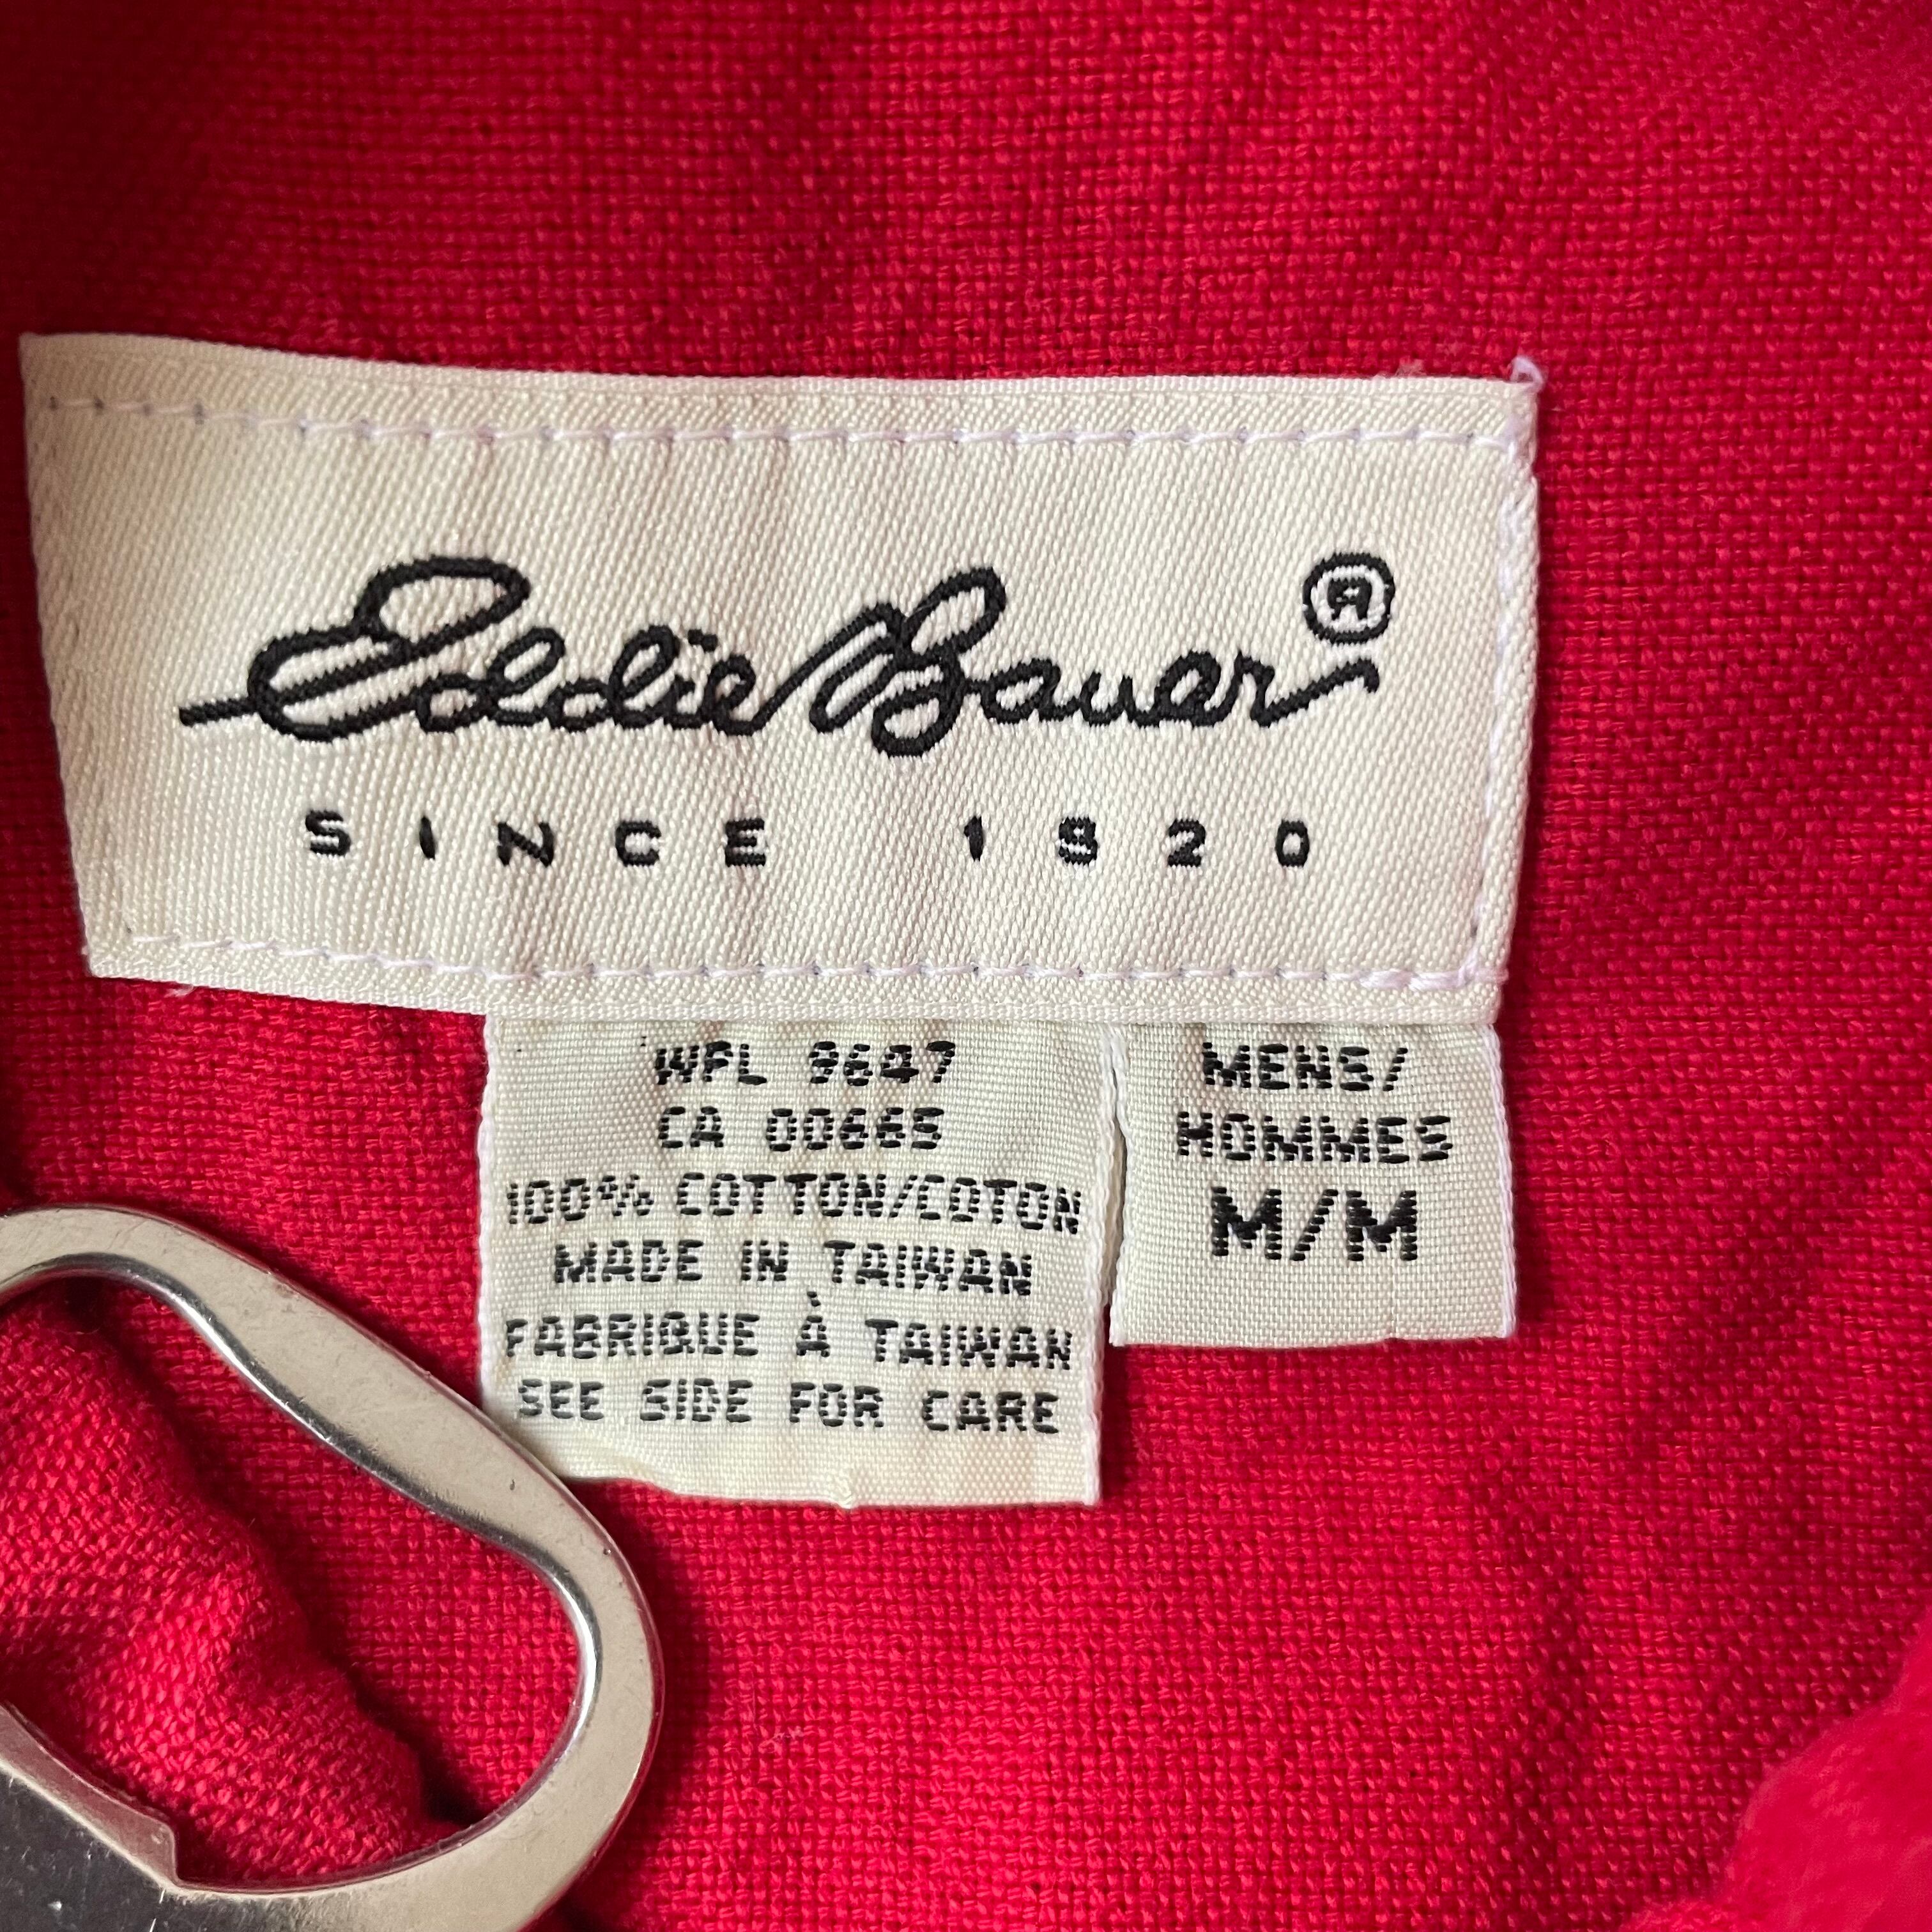 Eddie Bauer®
SINCE 1920
WPL 9647
CA 00665
100% COTTON/COTON
MADE IN TAIWAN
FABRIQUE À TAIWAN
SEE SIDE FOR CARE
MENS/
HOMMES
M/M